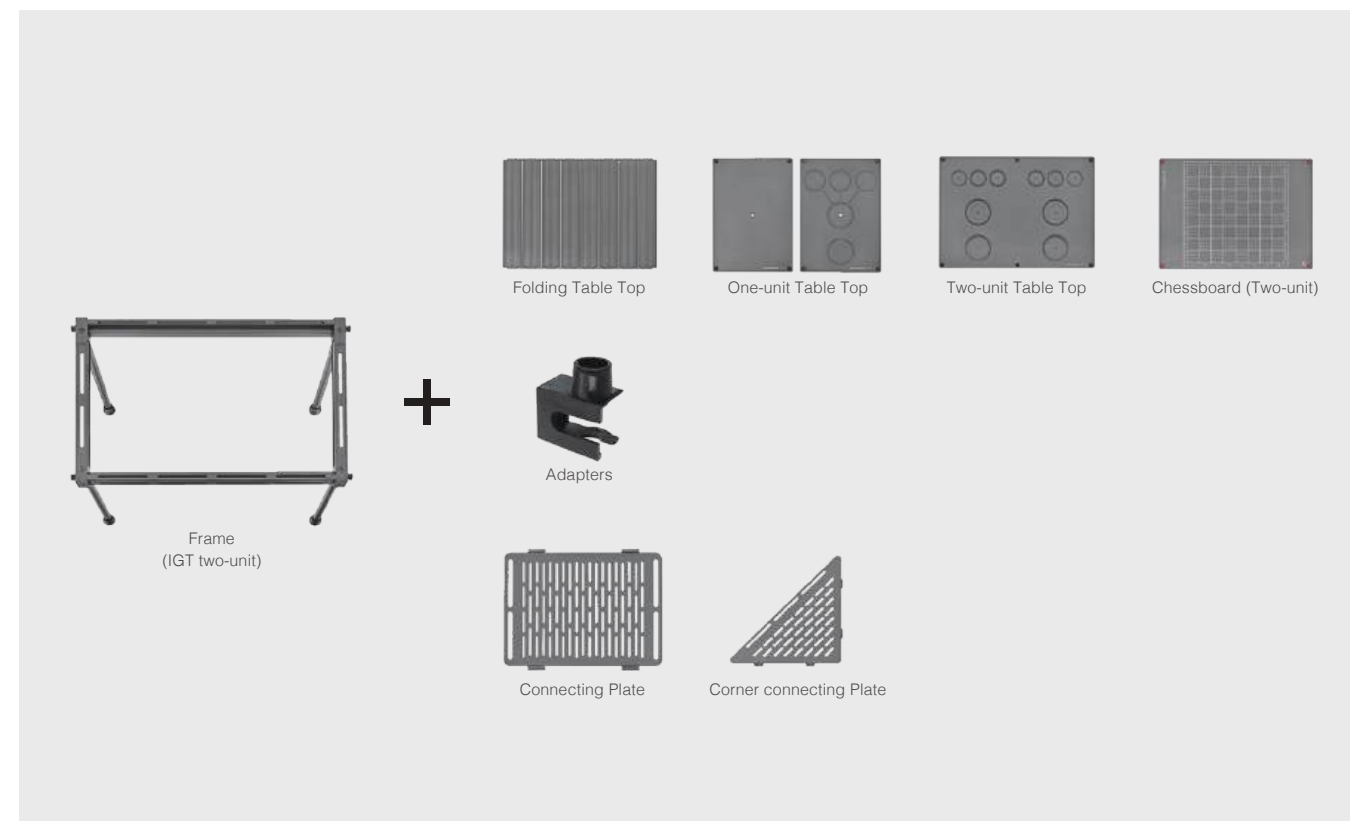 Folding Table Top
One-unit Table Top
Two-unit Table Top
Chessboard (Two-unit)
Adapters
Frame
(IGT two-unit)
Connecting Plate
Corner connecting Plate